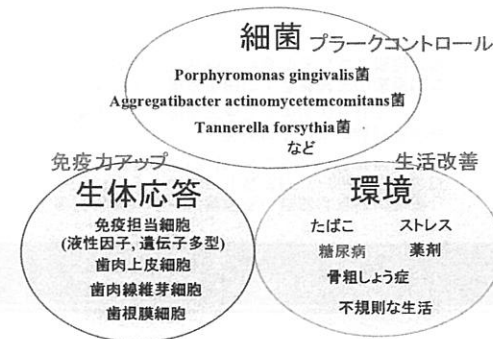 細菌 プラークコントロール
Porphyromonas gingivalis菌
Aggregatibacter actinomycetemcomitans菌
Tannerella forsythia菌
など
免疫力アップ
生体応答
免疫担当細胞
(液性因子, 遺伝子多型)
歯肉上皮細胞
歯肉線維芽細胞
歯根膜細胞
生活改善
環境
たばこ ストレス
糖尿病 薬剤
骨粗しょう症
不規則な生活